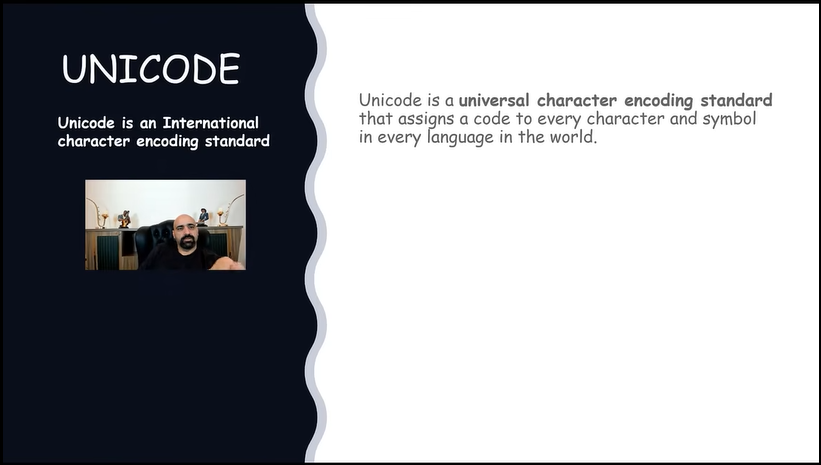 UNICODE
Unicode is an International
character encoding standard
Unicode is a universal character encoding standard
that assigns a code to every character and symbol
in every language in the world.